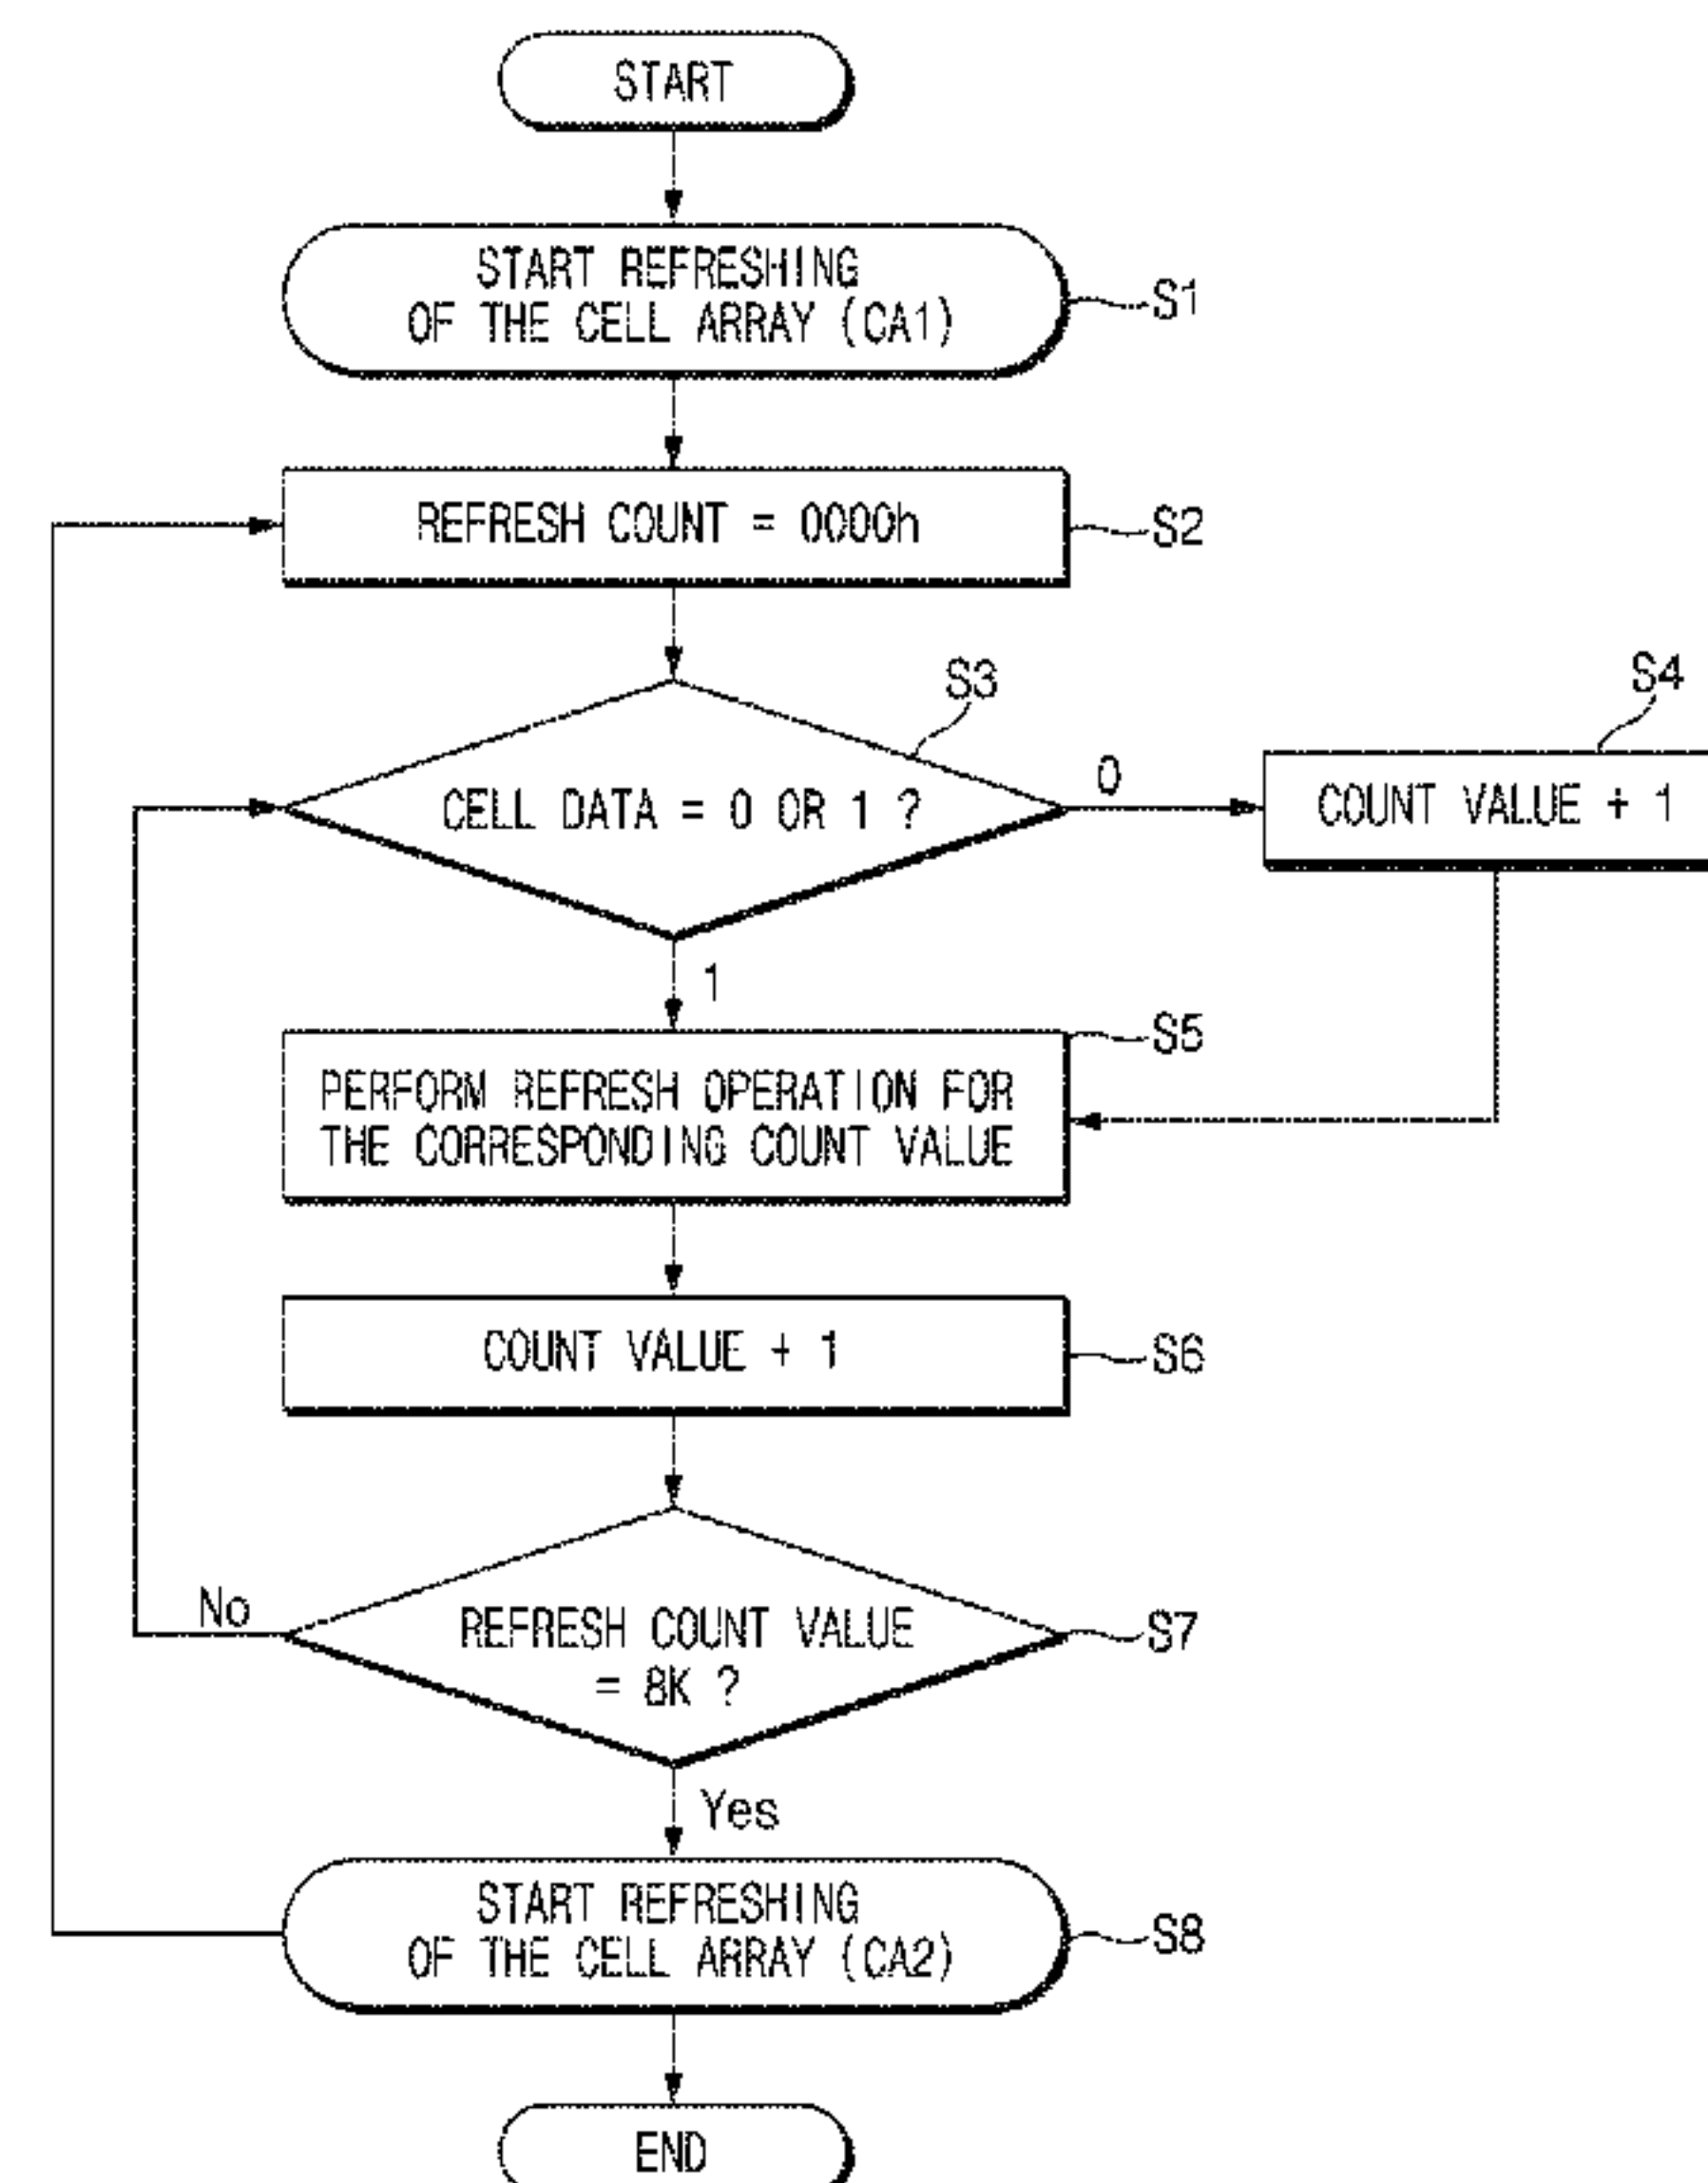 START
START REFRESHING
OF THE CELL ARRAY (CA1)
S1
REFRESH COUNT = 0000h
S2
S3
S4
CELL DATA = 0 OR 1 ?
0
COUNT VALUE + 1
1
S5
PERFORM REFRESH OPERATION FOR
THE CORRESPONDING COUNT VALUE
COUNT VALUE + 1
S6
No
REFRESH COUNT VALUE
= 8K ?
S7
Yes
START REFRESHING
OF THE CELL ARRAY (CA2)
S8
END